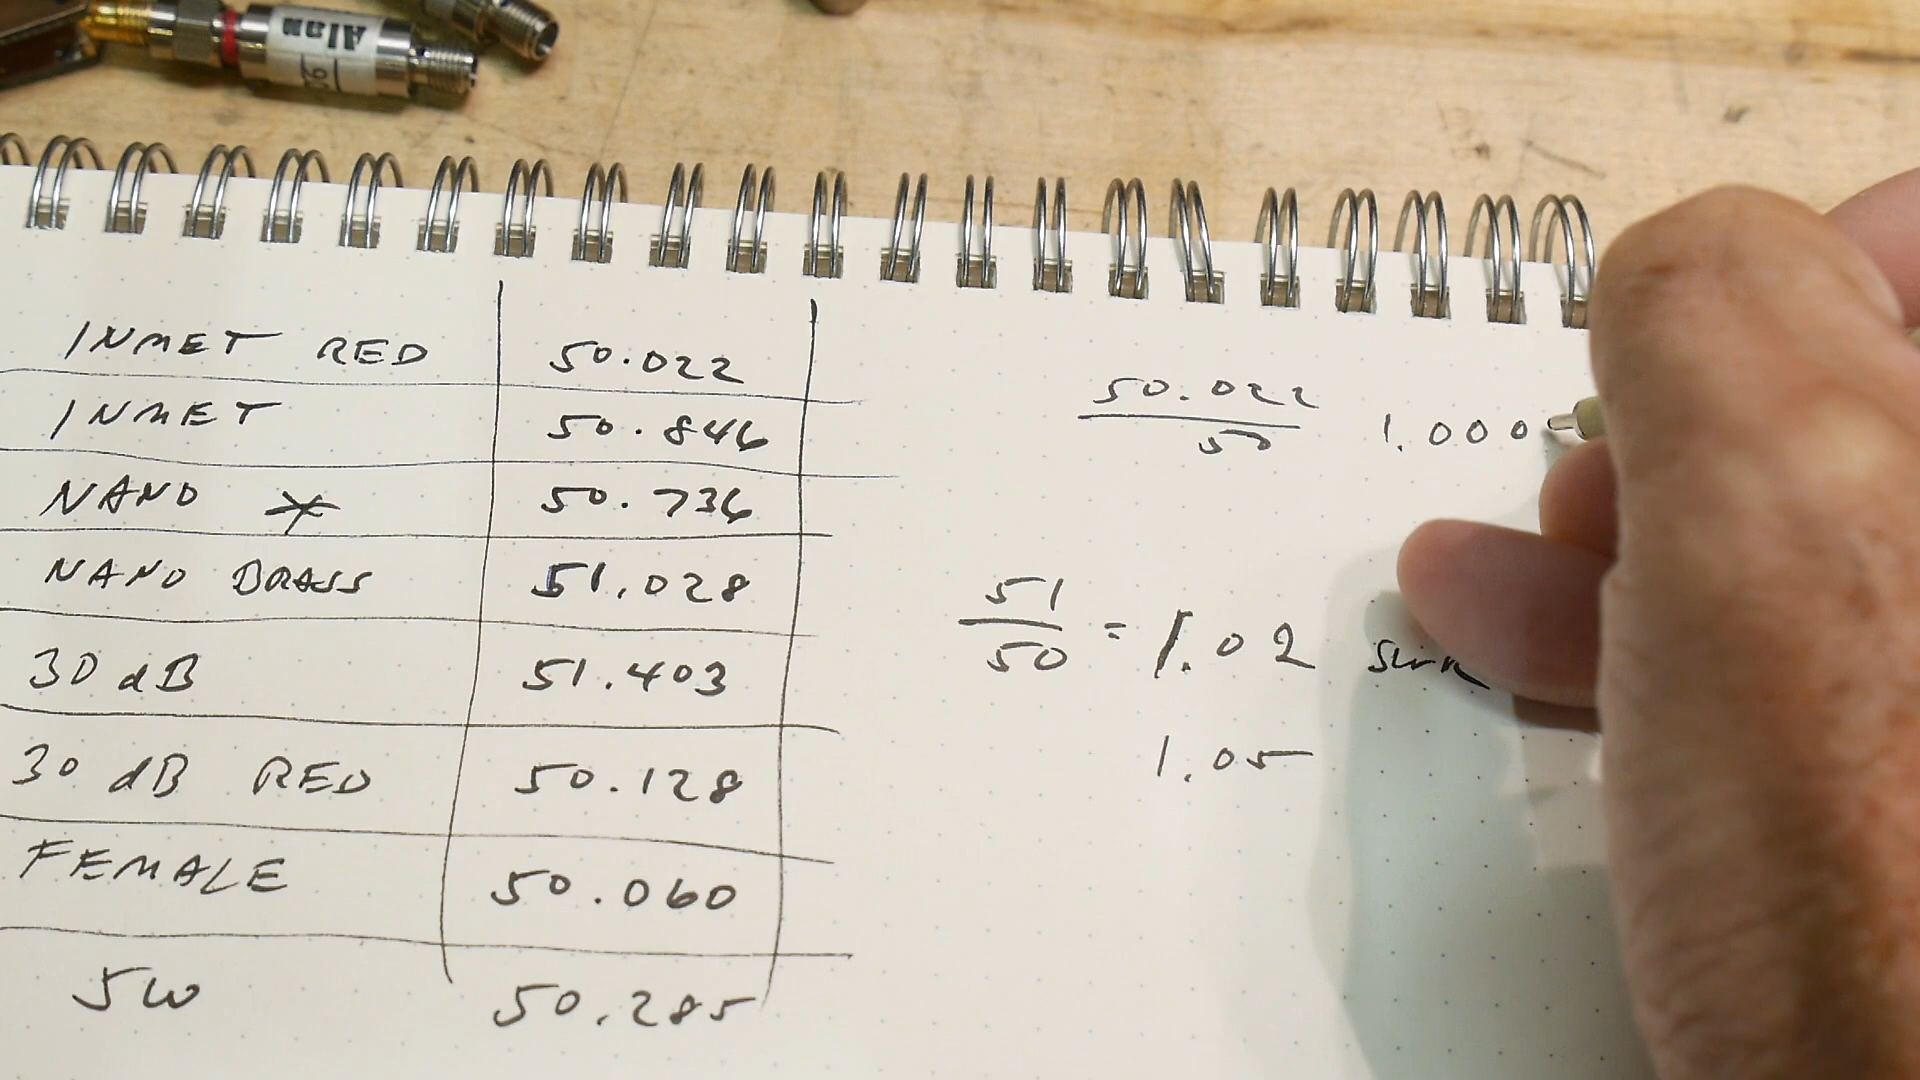 Alan
INMET RED 50.022
INMET 50.846
NANO 50.736
NANO BRASS 51.028
30 dB 51.403
30 dB RED 50.128
FEMALE 50.060
5W 50.285
50.022
50
1.000
51
50
= 1.02
1.05